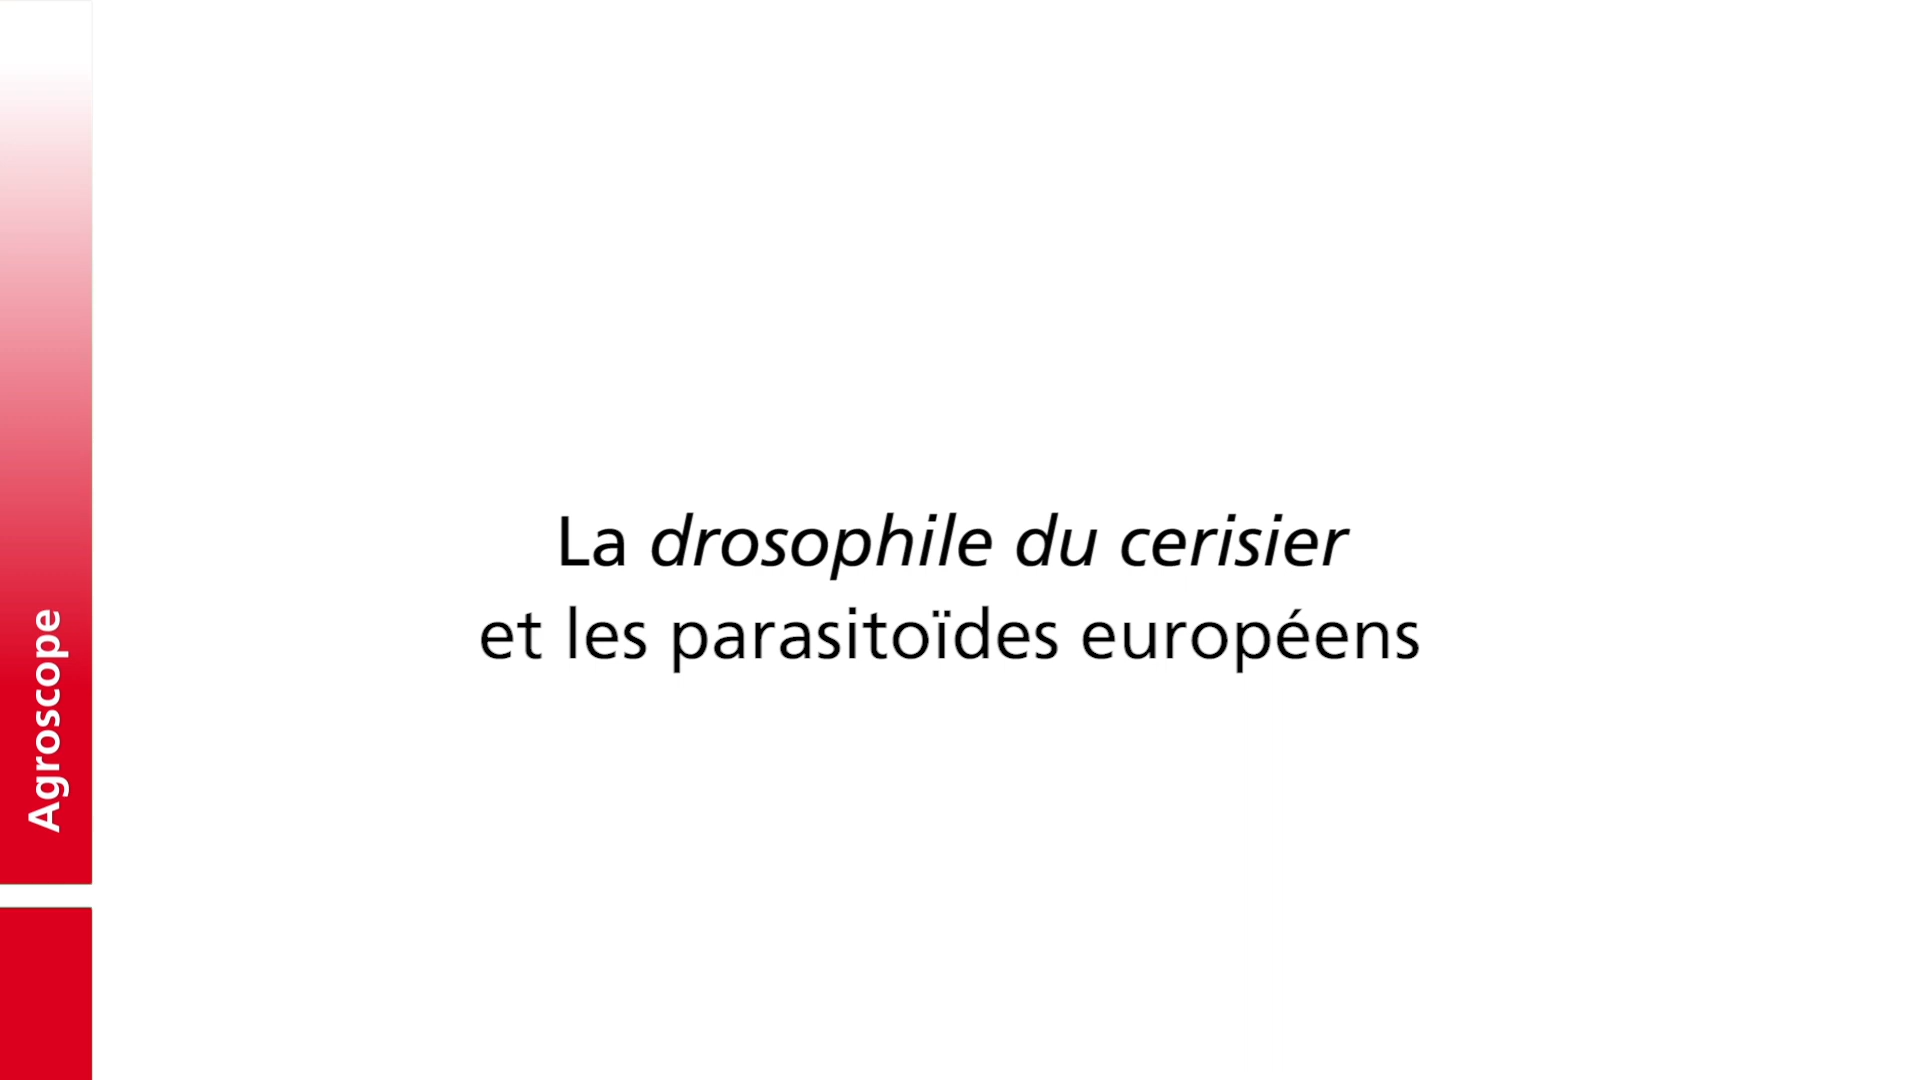 La drosophile du cerisier
et les parasitoïdes européens
Agroscope